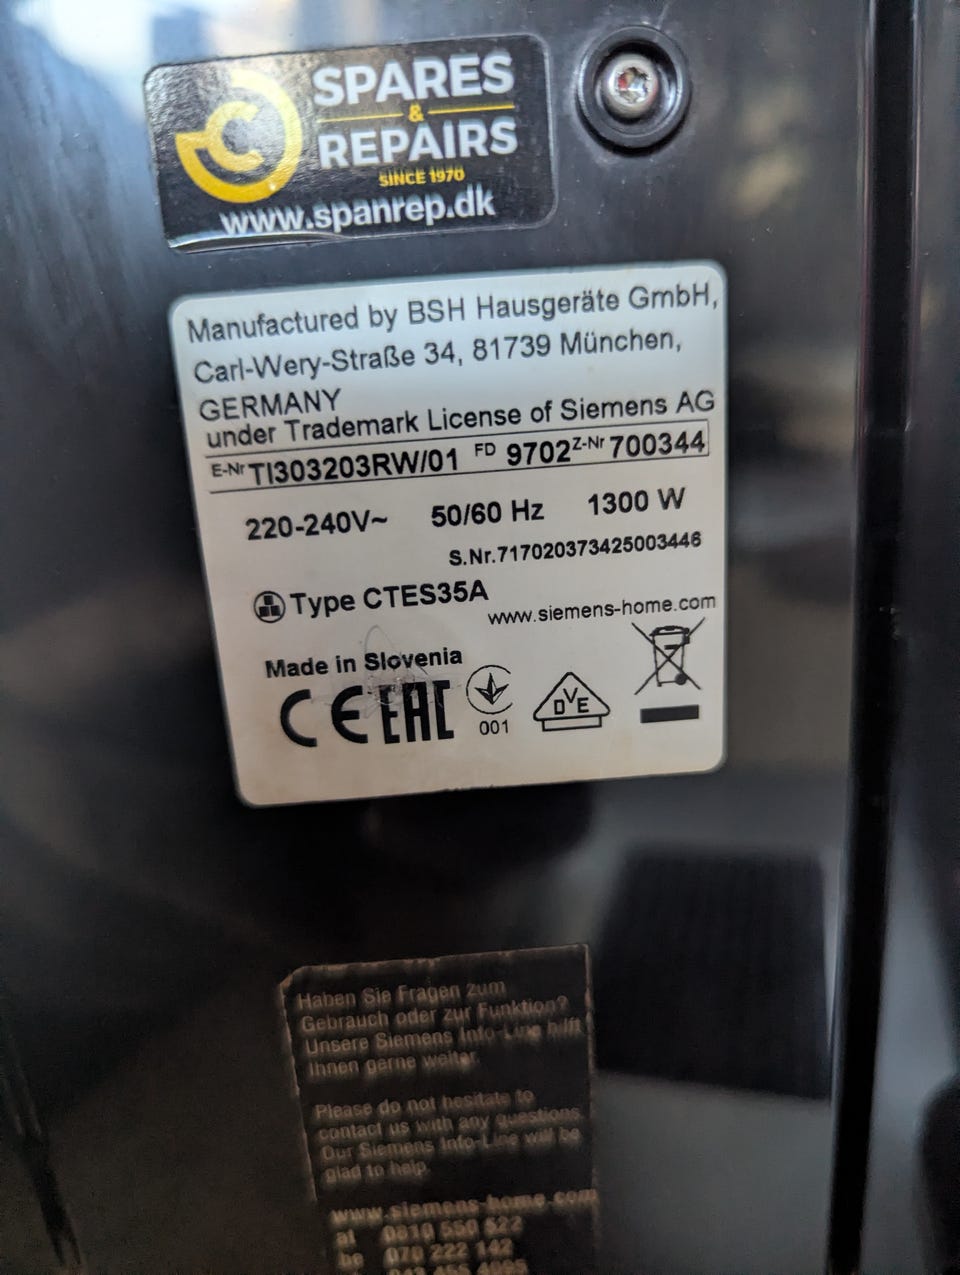 SPARES
&
REPAIRS
SINCE 1970
www.spanrep.dk
Manufactured by BSH Hausgeräte GmbH,
Carl-Wery-Straße 34, 81739 München,
GERMANY
under Trademark License of Siemens AG
E-Nr TI303203RW/01 FD 9702 Z-Nr 700344
220-240V~ 50/60 Hz 1300 W
S.Nr.717020373425003446
Type CTES35A
www.siemens-home.com
Made in Slovenia
CE EAC
001
DVE
Haben Sie Fragen zum
Gebrauch oder zur Funktion?
Unsere Siemens Info-Line hilft
Ihnen gerne weiter.
Please do not hesitate to
contact us with any questions
Our Siemens Info-Line will be
glad to help.
www.siemens-home.com
at 0810 550 522
be 070 222 142